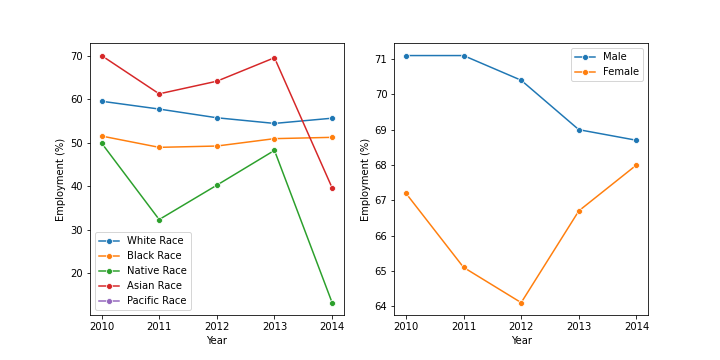 70
60
50
40
30
20
Employment (%)
White Race
Black Race
Native Race
Asian Race
Pacific Race
2010 2011 2012 2013 2014
Year
71
70
69
68
67
66
65
64
Employment (%)
Male
Female
2010 2011 2012 2013 2014
Year